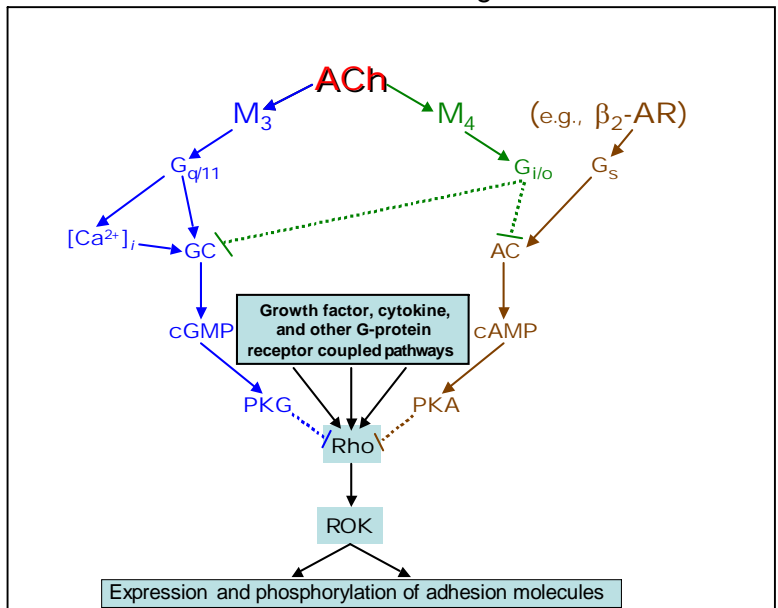 ACh
M₃
M₄
(e.g., β₂-AR)
Gq/11
Gi/o
Gs
[Ca²⁺]i
GC
AC
Growth factor, cytokine,
and other G-protein
receptor coupled pathways
cGMP
cAMP
PKG
PKA
Rho
ROK
Expression and phosphorylation of adhesion molecules